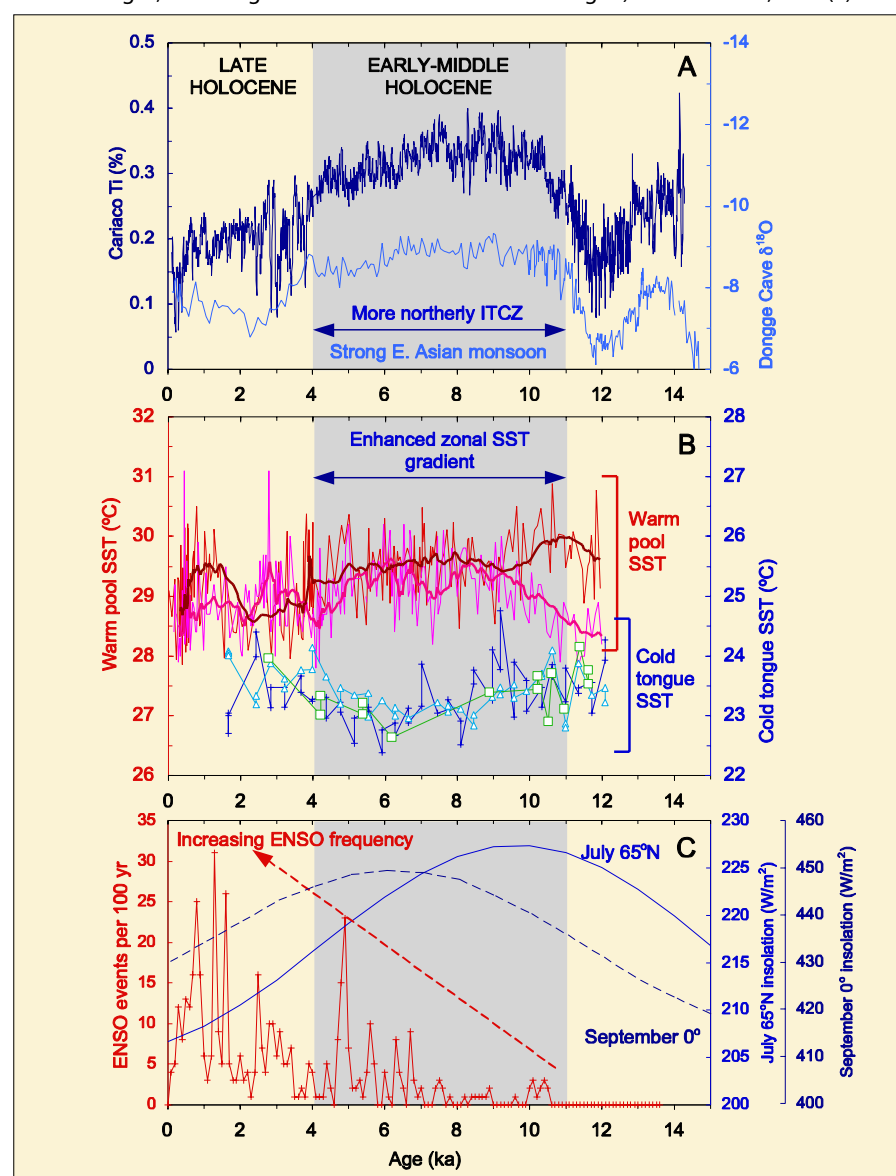 LATE
HOLOCENE
EARLY-MIDDLE
HOLOCENE
A
0.5
0.4
0.3
0.2
0.1
0
Cariaco Ti (%)
-14
-12
-10
-8
-6
Dongge Cave δ¹⁸O
More northerly ITCZ
Strong E. Asian monsoon
0 2 4 6 8 10 12 14
B
Enhanced zonal SST
gradient
32
31
30
29
28
27
26
Warm pool SST (ºC)
28
27
26
25
24
23
22
Cold tongue SST (ºC)
Warm
pool
SST
Cold
tongue
SST
0 2 4 6 8 10 12 14
C
Increasing ENSO frequency
July 65ºN
September 0º
35
30
25
20
15
10
5
0
ENSO events per 100 yr
230
225
220
215
210
205
200
July 65ºN insolation (W/m²)
460
450
440
430
420
410
400
September 0º insolation (W/m²)
0 2 4 6 8 10 12 14
Age (ka)